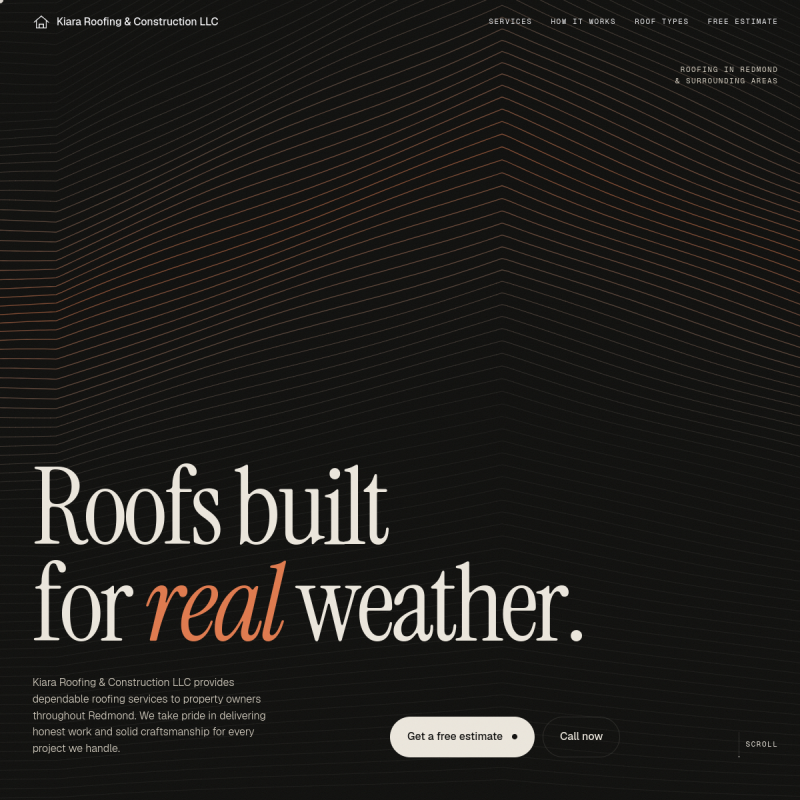 Kiara Roofing & Construction LLC
SERVICES
HOW IT WORKS
ROOF TYPES
FREE ESTIMATE
ROOFING IN REDMOND
& SURROUNDING AREAS
Roofs built
for real weather.
Kiara Roofing & Construction LLC provides
dependable roofing services to property owners
throughout Redmond. We take pride in delivering
honest work and solid craftsmanship for every
project we handle.
Get a free estimate
Call now
SCROLL